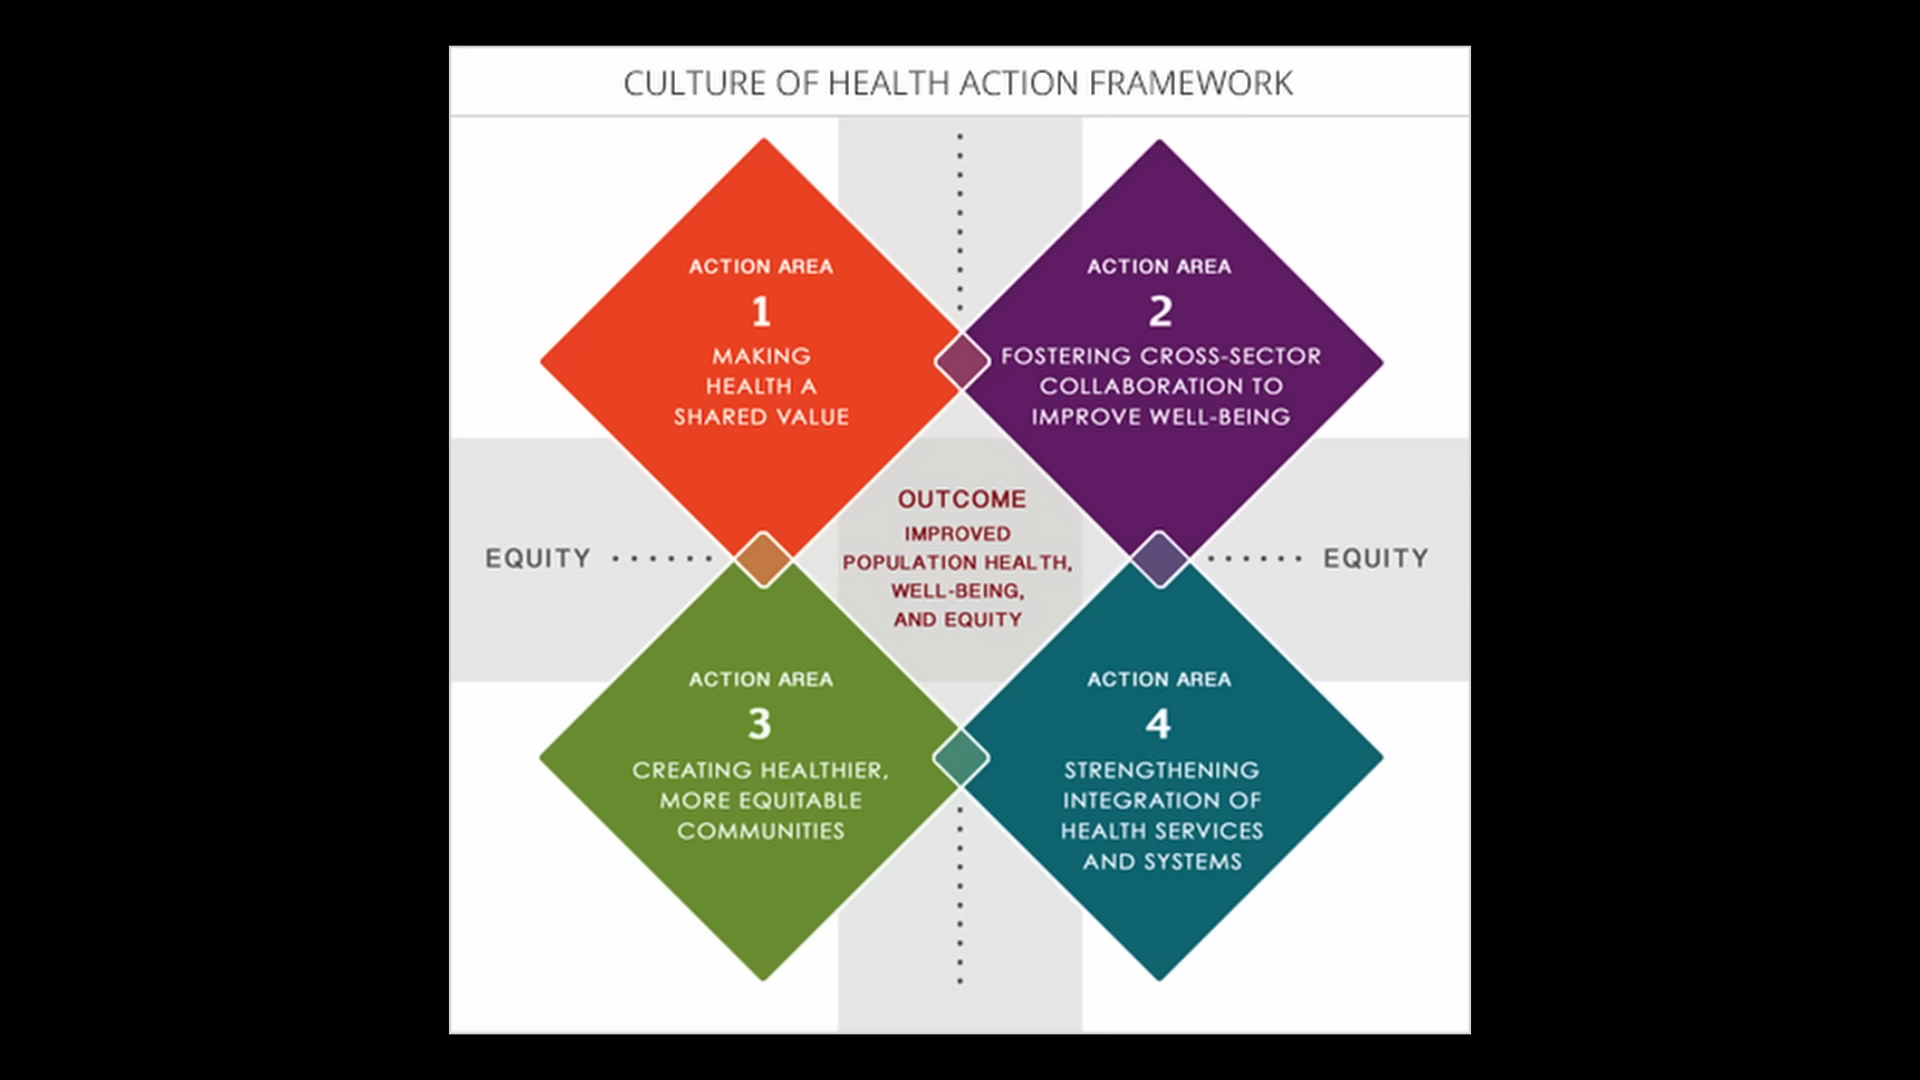 CULTURE OF HEALTH ACTION FRAMEWORK
ACTION AREA
1
MAKING
HEALTH A
SHARED VALUE
ACTION AREA
2
FOSTERING CROSS-SECTOR
COLLABORATION TO
IMPROVE WELL-BEING
EQUITY
OUTCOME
IMPROVED
POPULATION HEALTH,
WELL-BEING,
AND EQUITY
EQUITY
ACTION AREA
3
CREATING HEALTHIER,
MORE EQUITABLE
COMMUNITIES
ACTION AREA
4
STRENGTHENING
INTEGRATION OF
HEALTH SERVICES
AND SYSTEMS